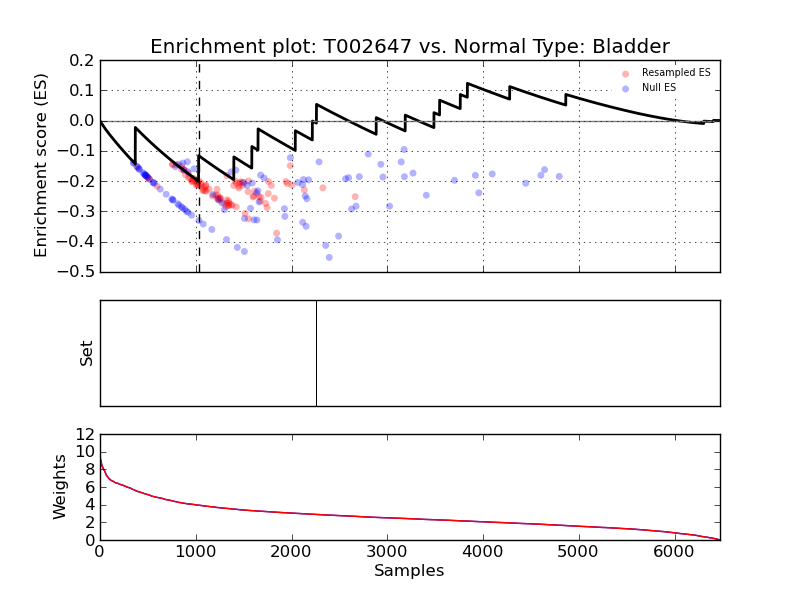 Enrichment plot: T002647 vs. Normal Type: Bladder
Enrichment score (ES)
0.2
0.1
0.0
−0.1
−0.2
−0.3
−0.4
−0.5
Resampled ES
Null ES
Set
Weights
12
10
8
6
4
2
0
0 1000 2000 3000 4000 5000 6000
Samples